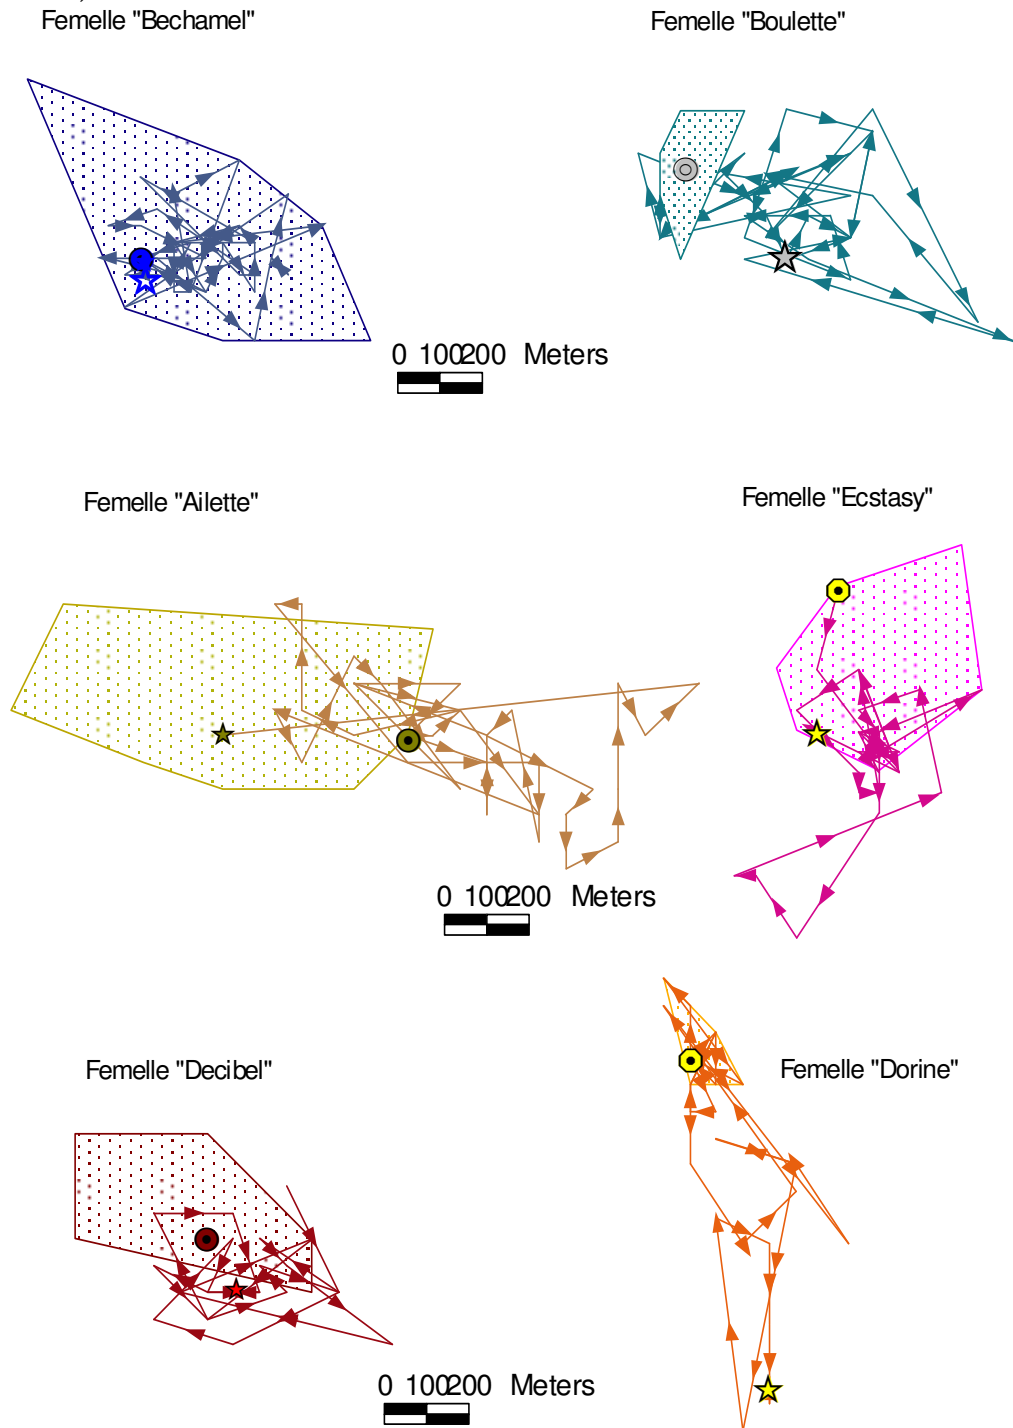 Femelle "Bechamel"
Femelle "Boulette"
0 100200 Meters
Femelle "Ailette"
Femelle "Ecstasy"
0 100200 Meters
Femelle "Decibel"
Femelle "Dorine"
0 100200 Meters